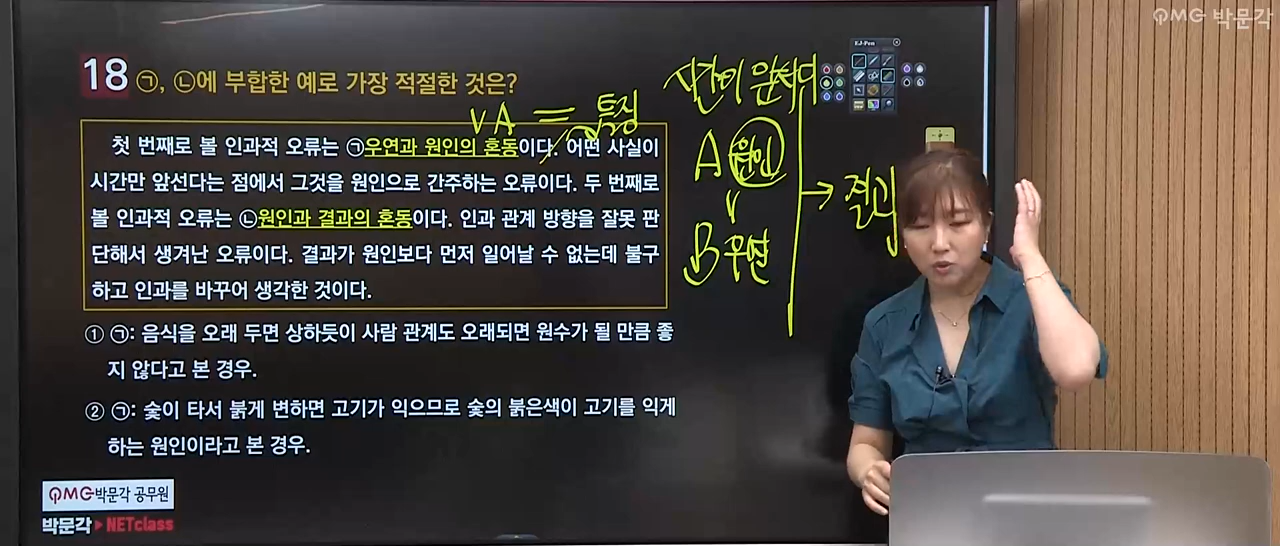 QMG 박문각
18 ㉠, ㉡에 부합한 예로 가장 적절한 것은?
첫 번째로 볼 인과적 오류는 ㉠우연과 원인의 혼동이다. 어떤 사실이
시간만 앞선다는 점에서 그것을 원인으로 간주하는 오류이다. 두 번째로
볼 인과적 오류는 ㉡원인과 결과의 혼동이다. 인과 관계 방향을 잘못 판
단해서 생겨난 오류이다. 결과가 원인보다 먼저 일어날 수 없는데 불구
하고 인과를 바꾸어 생각한 것이다.
① ㉠: 음식을 오래 두면 상하듯이 사람 관계도 오래되면 원수가 될 만큼 좋
지 않다고 본 경우.
② ㉠: 숯이 타서 붉게 변하면 고기가 익으므로 숯의 붉은색이 고기를 익게
하는 원인이라고 본 경우.
∨A = 특징
A 원인
∨
B 우연
→ 결과
EJ-Pen
QMG박문각 공무원
박문각 ▸ NETclass